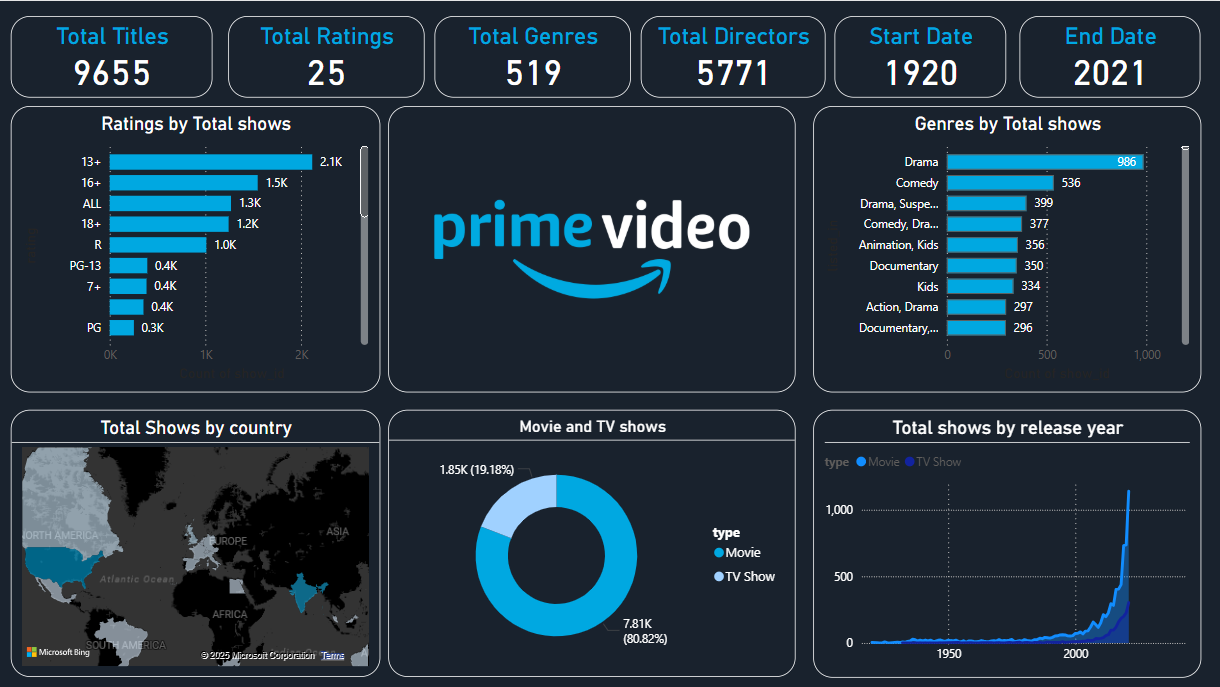 Total Titles
9655
Total Ratings
25
Total Genres
519
Total Directors
5771
Start Date
1920
End Date
2021
Ratings by Total shows
13+ 2.1K
16+ 1.5K
ALL 1.3K
18+ 1.2K
R 1.0K
PG-13 0.4K
7+ 0.4K
0.4K
PG 0.3K
0K 1K 2K
prime video
Genres by Total shows
Drama 986
Comedy 536
Drama, Suspe... 399
Comedy, Dra... 377
Animation, Kids 356
Documentary 350
Kids 334
Action, Drama 297
Documentary,... 296
0 500 1,000
Total Shows by country
NORTH AMERICA
EUROPE
ASIA
Atlantic Ocean
AFRICA
SOUTH AMERICA
Microsoft Bing
© 2025 Microsoft Corporation Terms
Movie and TV shows
1.85K (19.18%)
7.81K
(80.82%)
type
Movie
TV Show
Total shows by release year
type Movie TV Show
1,000
500
0
1950 2000